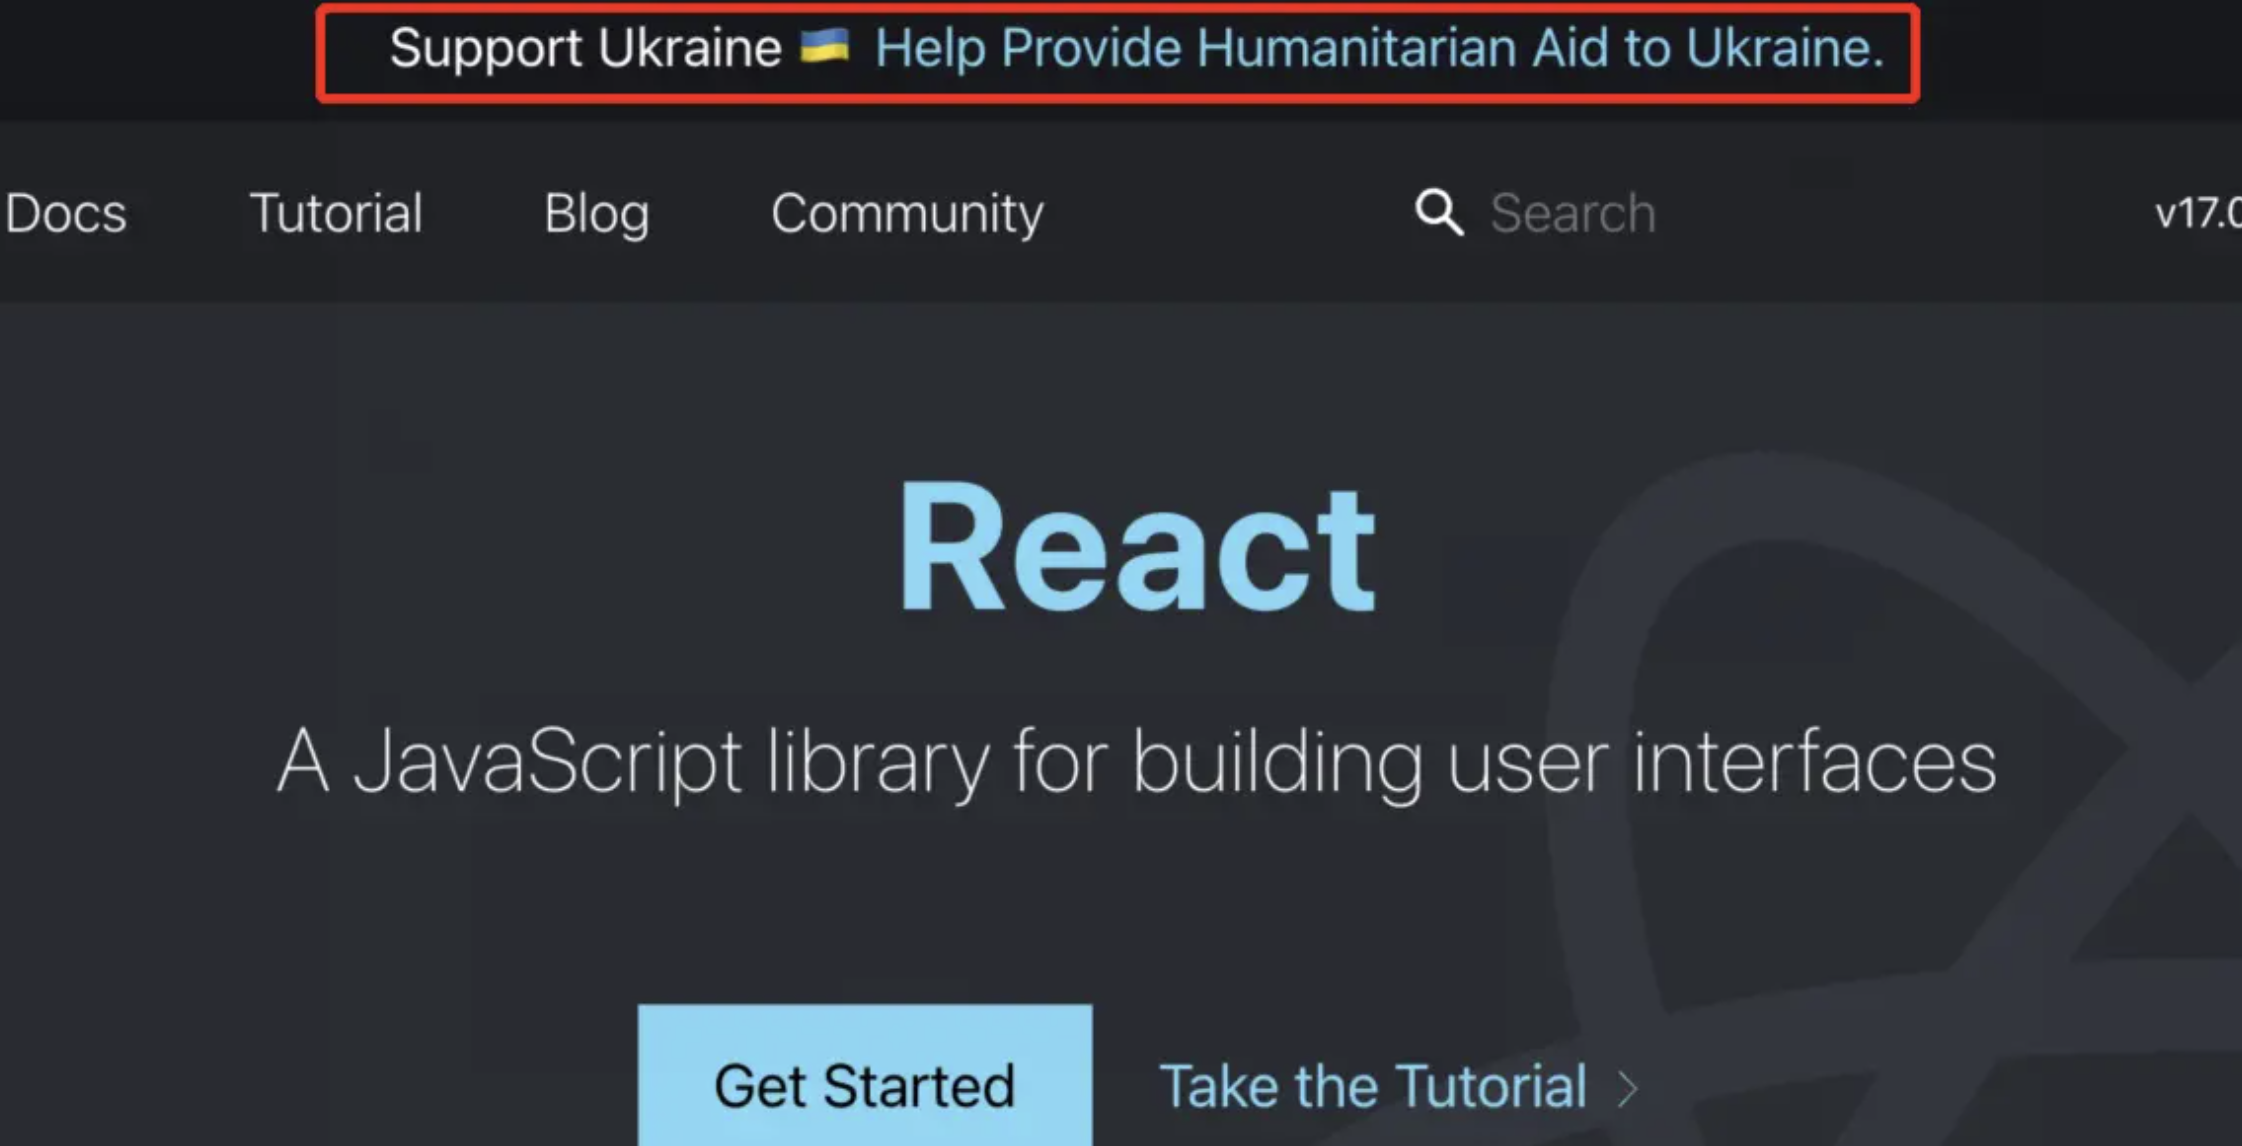 Support Ukraine 🇺🇦 Help Provide Humanitarian Aid to Ukraine.
Docs Tutorial Blog Community Search v17.0
React
A JavaScript library for building user interfaces
Get Started Take the Tutorial >